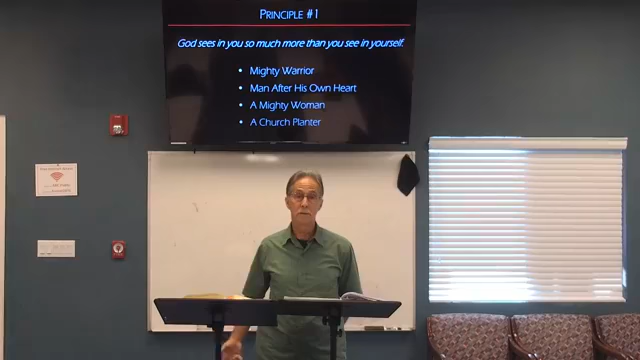 PRINCIPLE #1
God sees in you so much more than you see in yourself.
• Mighty Warrior
• Man After His Own Heart
• A Mighty Woman
• A Church Planter